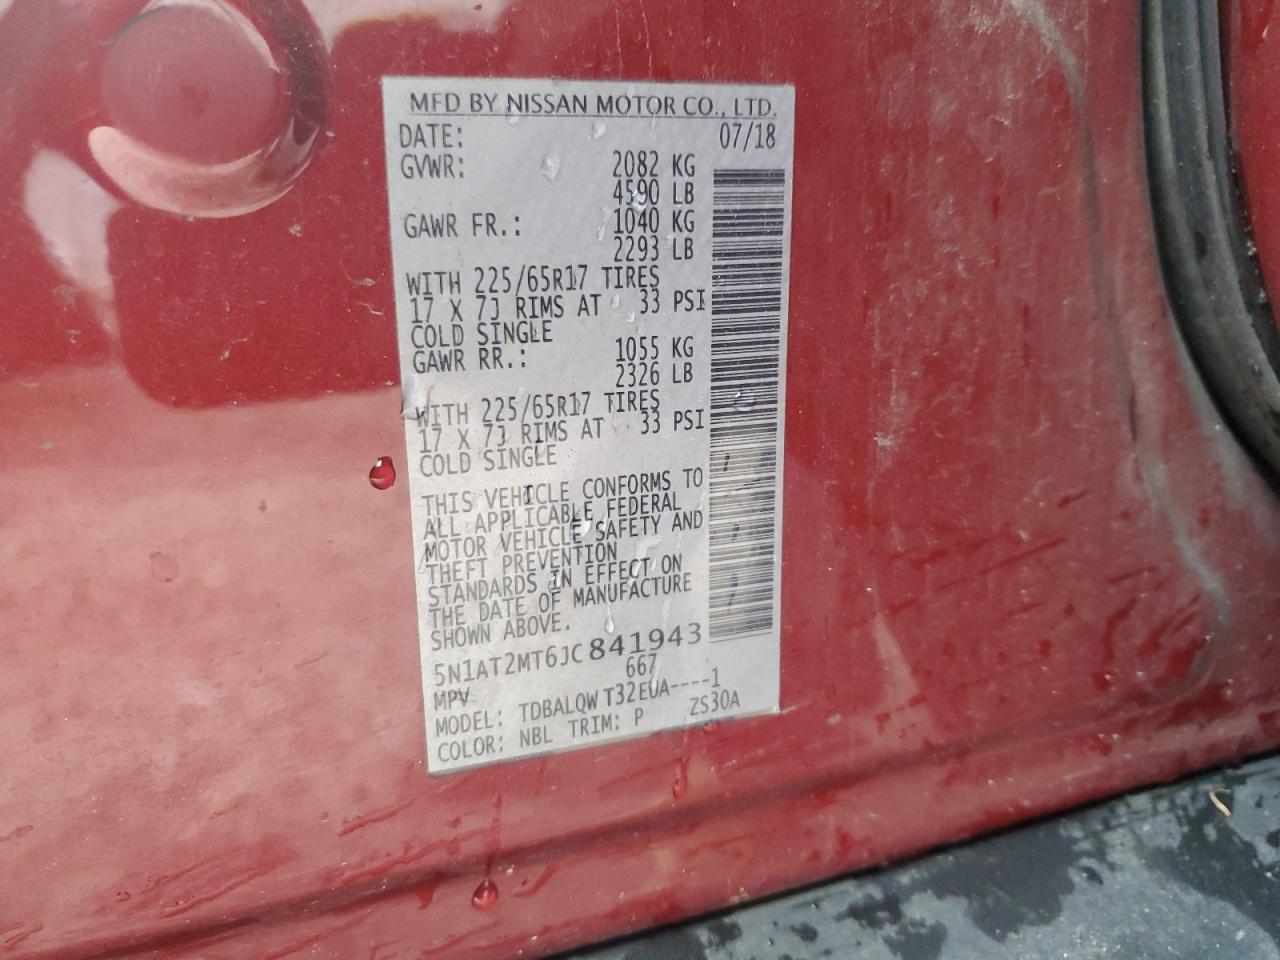 MFD BY NISSAN MOTOR CO., LTD.
DATE: 07/18
GVWR: 2082 KG
4590 LB
GAWR FR.: 1040 KG
2293 LB
WITH 225/65R17 TIRES
17 X 7J RIMS AT 33 PSI
COLD SINGLE
GAWR RR.: 1055 KG
2326 LB
WITH 225/65R17 TIRES
17 X 7J RIMS AT 33 PSI
COLD SINGLE
THIS VEHICLE CONFORMS TO
ALL APPLICABLE FEDERAL
MOTOR VEHICLE SAFETY AND
THEFT PREVENTION
STANDARDS IN EFFECT ON
THE DATE OF MANUFACTURE
SHOWN ABOVE.
5N1AT2MT6JC841943
MPV 667
MODEL: TDBALQW T32EUA----1
COLOR: NBL TRIM: P ZS30A